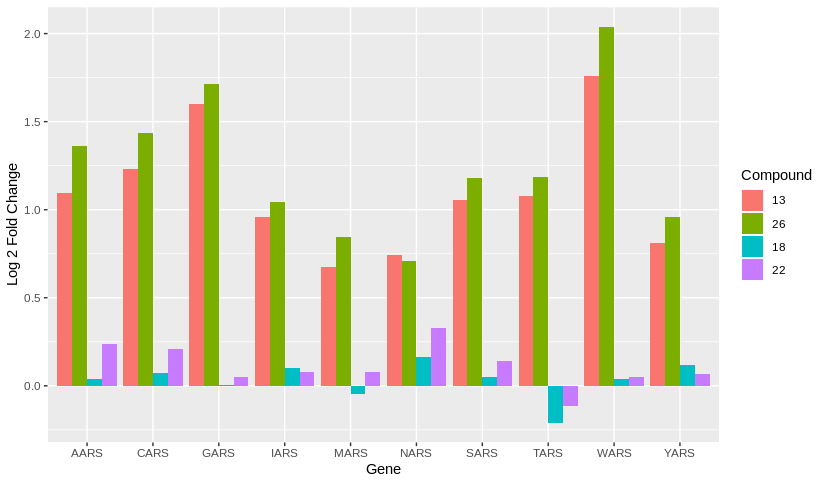 2.0
1.5
1.0
0.5
0.0
Log 2 Fold Change
AARS CARS GARS IARS MARS NARS SARS TARS WARS YARS
Gene
Compound
13
26
18
22